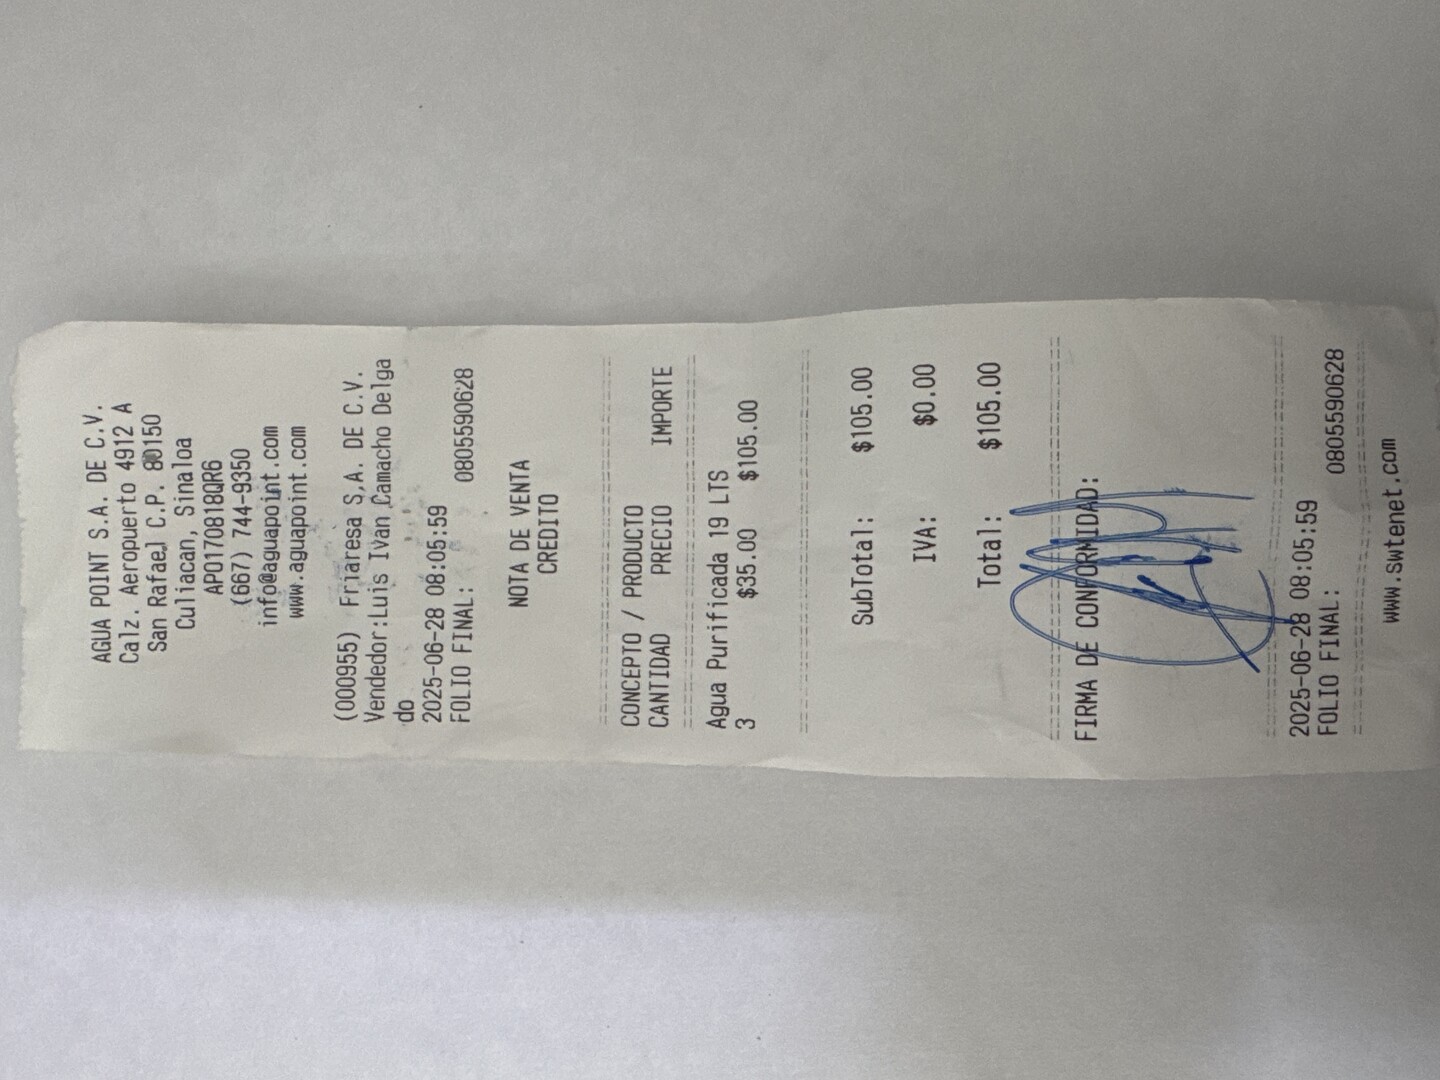 AGUA POINT S.A. DE C.V.
Calz. Aeropuerto 4912 A
San Rafael C.P. 80150
Culiacan, Sinaloa
APO170818QR6
(667) 744-9350
info@aguapoint.com
www.aguapoint.com
(000955) Friaresa S.A. DE C.V.
Vendedor:Luis Ivan Camacho Delga
do
2025-06-28 08:05:59
FOLIO FINAL: 0805590628
NOTA DE VENTA
CREDITO
CONCEPTO / PRODUCTO
CANTIDAD PRECIO IMPORTE
Agua Purificada 19 LTS
3 $35.00 $105.00
SubTotal: $105.00
IVA: $0.00
Total: $105.00
FIRMA DE CONFORMIDAD:
2025-06-28 08:05:59
FOLIO FINAL: 0805590628
www.swtenet.com